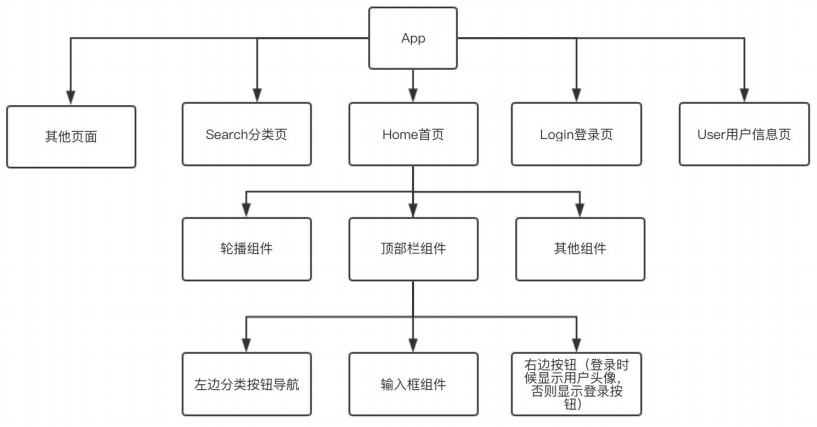 App
其他页面
Search分类页
Home首页
Login登录页
User用户信息页
轮播组件
顶部栏组件
其他组件
左边分类按钮导航
输入框组件
右边按钮（登录时
候显示用户头像，
否则显示登录按
钮）